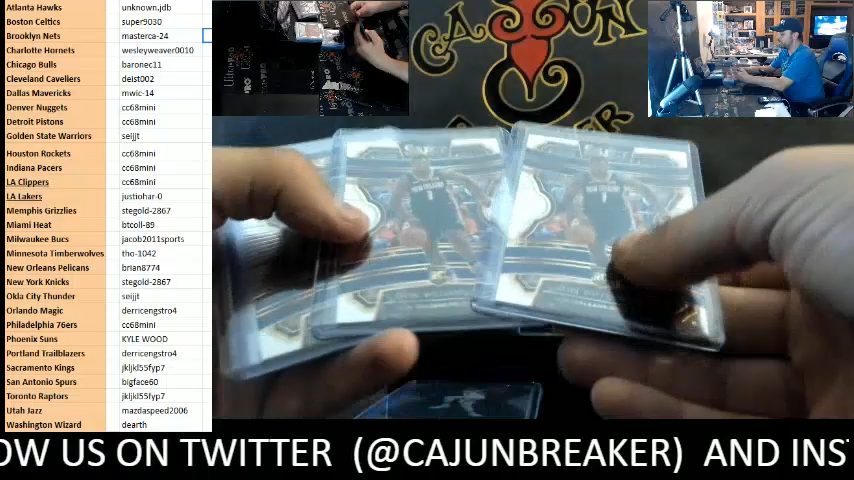 Atlanta Hawks unknown.jdb
Boston Celtics super9030
Brooklyn Nets masterca-24
Charlotte Hornets wesleyweaver0010
Chicago Bulls baronec11
Cleveland Cavaliers deist002
Dallas Mavericks mwic-14
Denver Nuggets cc68mini
Detroit Pistons cc68mini
Golden State Warriors seijjt
Houston Rockets cc68mini
Indiana Pacers cc68mini
LA Clippers cc68mini
LA Lakers justiohar-0
Memphis Grizzlies stegold-2867
Miami Heat btcoll-89
Milwaukee Bucs jacob2011sports
Minnesota Timberwolves tho-1042
New Orleans Pelicans brian8774
New York Knicks stegold-2867
Okla City Thunder seijjt
Orlando Magic derricengstro4
Philadelphia 76ers cc68mini
Phoenix Suns KYLE WOOD
Portland Trailblazers derricengstro4
Sacramento Kings jkljkl55fyp7
San Antonio Spurs bigface60
Toronto Raptors jkljkl55fyp7
Utah Jazz mazdaspeed2006
Washington Wizard dearth
Ultra PRO
CAJUN
OW US ON TWITTER (@CAJUNBREAKER) AND INS